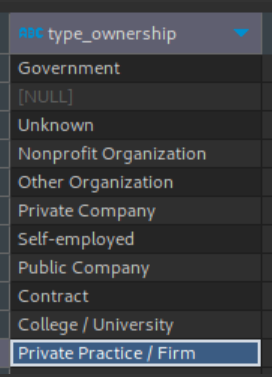 ABC type_ownership
Government
[NULL]
Unknown
Nonprofit Organization
Other Organization
Private Company
Self-employed
Public Company
Contract
College / University
Private Practice / Firm